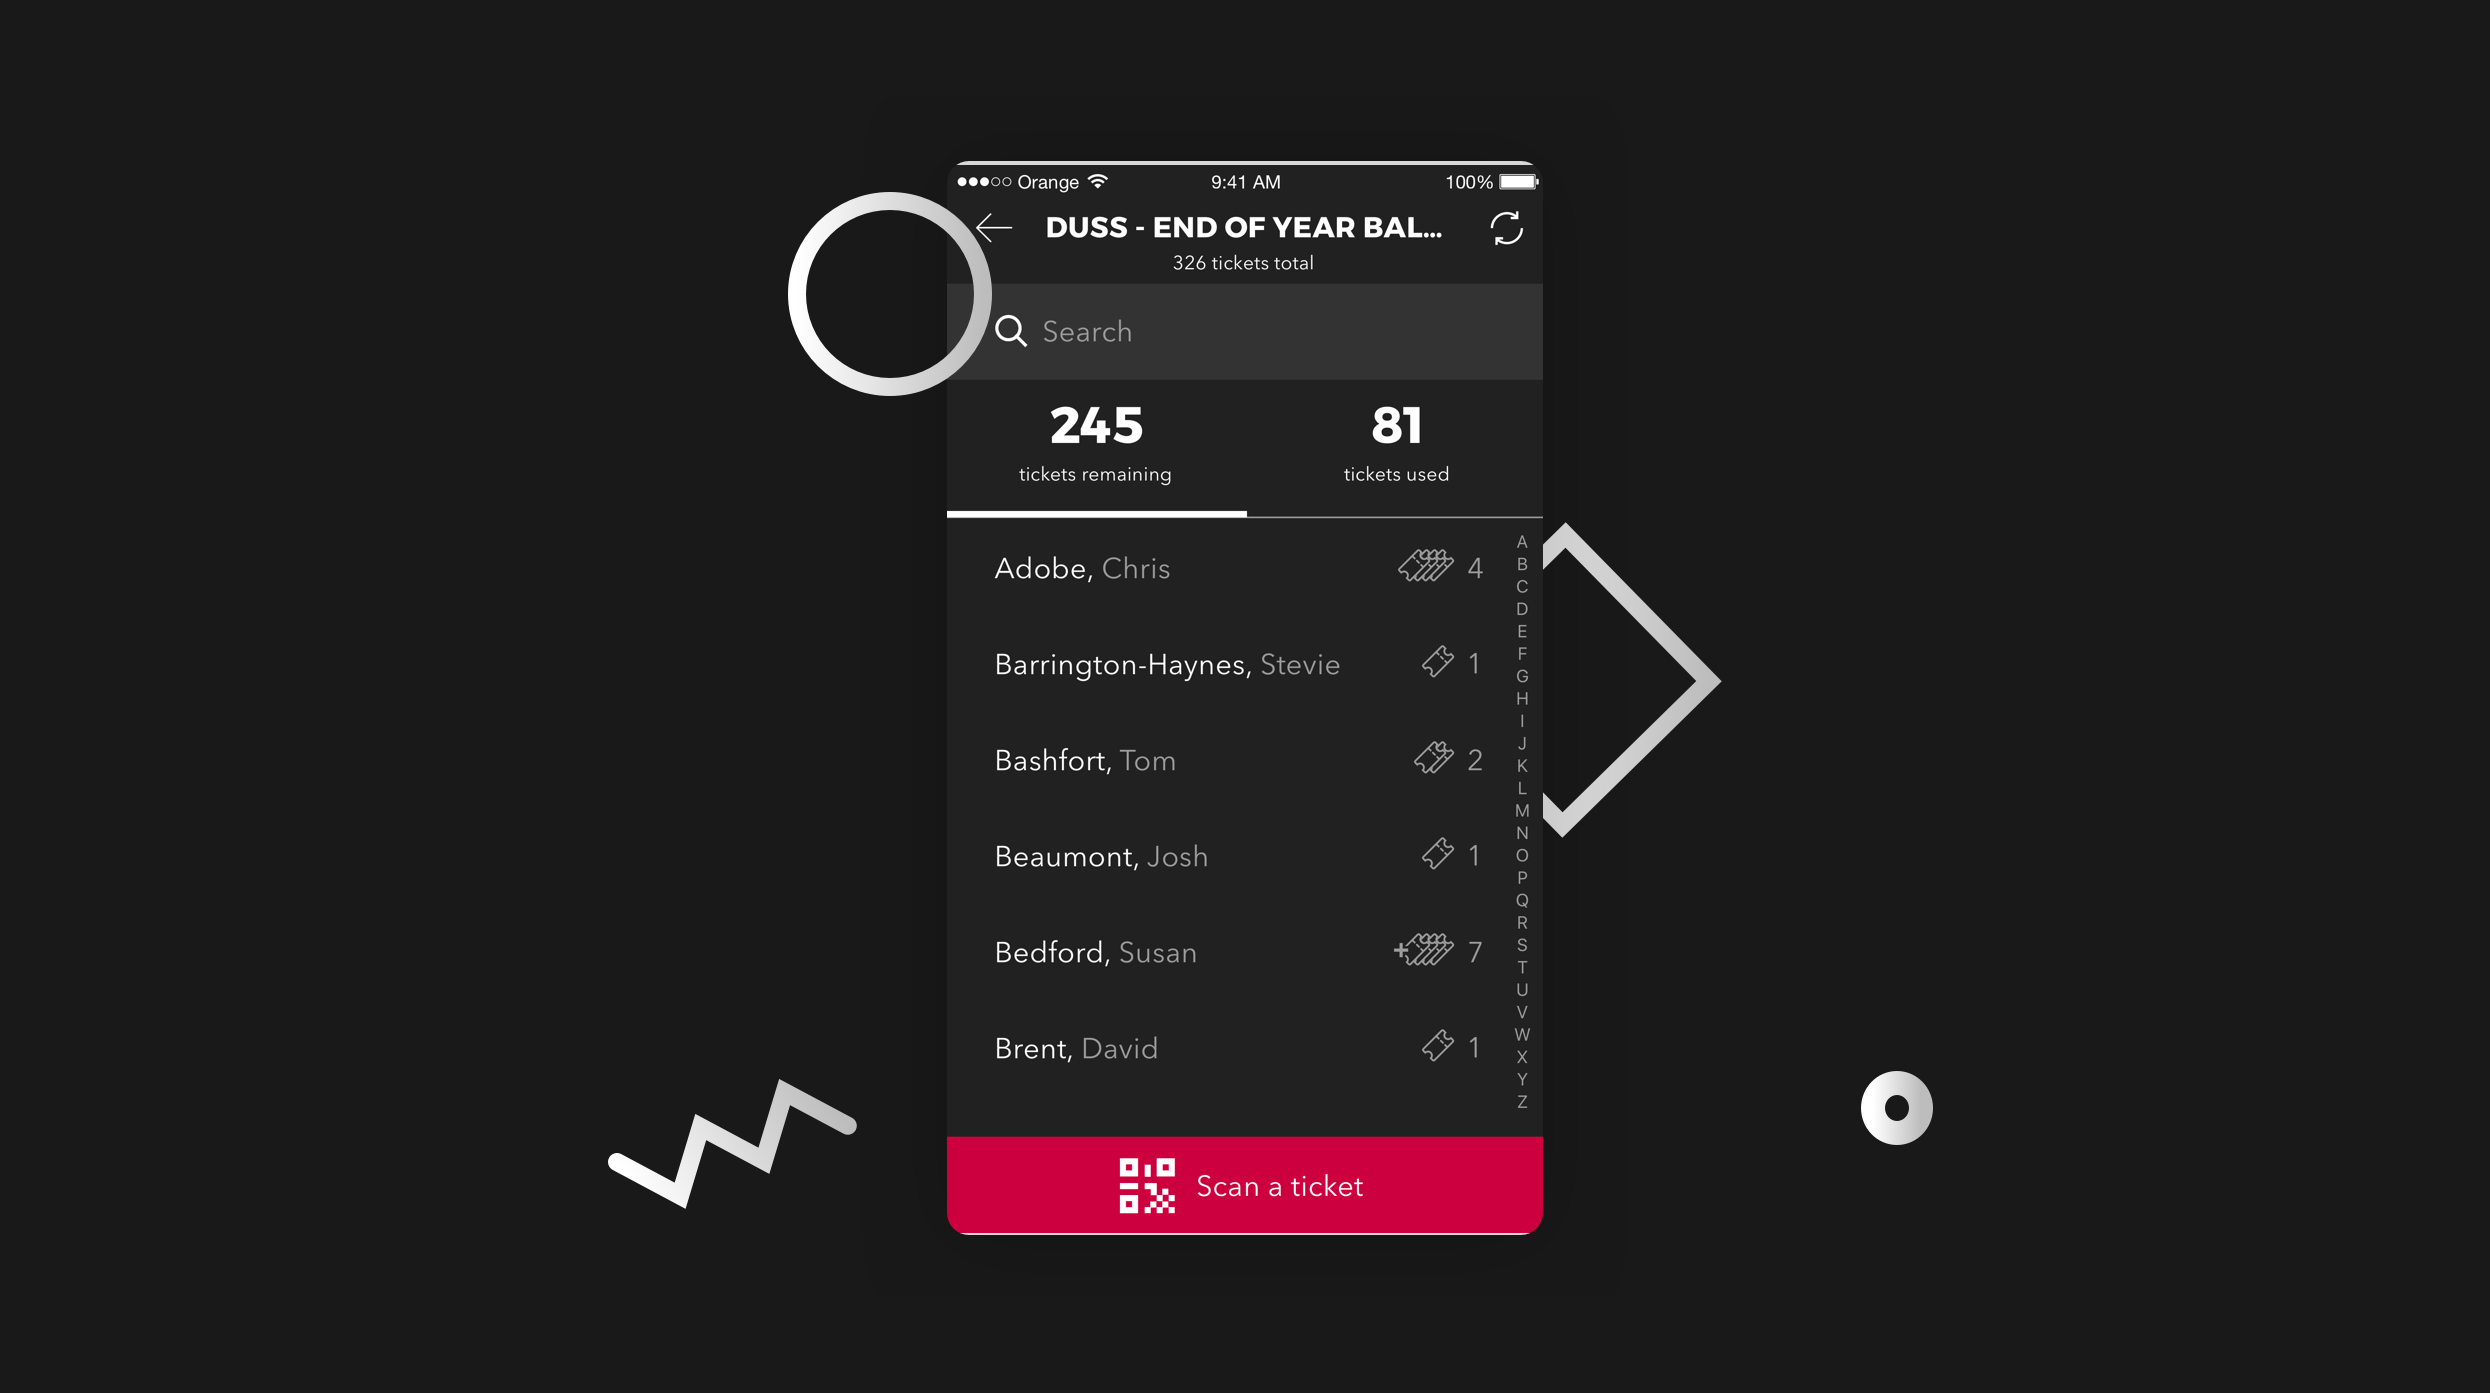 Orange 9:41 AM 100%
DUSS - END OF YEAR BAL...
326 tickets total
Search
245 81
tickets remaining tickets used
Adobe, Chris 4
Barrington-Haynes, Stevie 1
Bashfort, Tom 2
Beaumont, Josh 1
Bedford, Susan + 7
Brent, David 1
A
B
C
D
E
F
G
H
I
J
K
L
M
N
O
P
Q
R
S
T
U
V
W
X
Y
Z
Scan a ticket